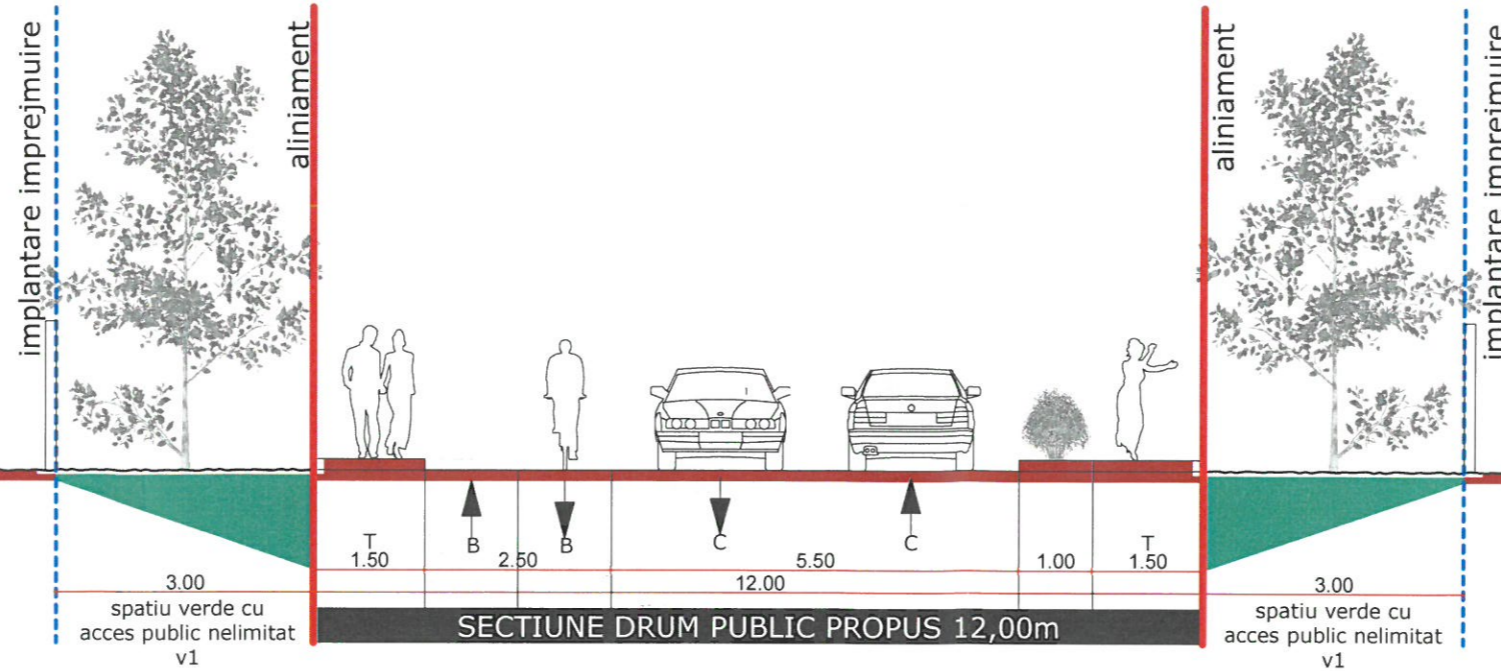 implantare imprejmuire
aliniament
aliniament
implantare imprejmuire
T
B
B
C
C
T
1.50
2.50
5.50
1.00
1.50
3.00
12.00
3.00
spatiu verde cu
acces public nelimitat
v1
SECTIUNE DRUM PUBLIC PROPUS 12,00m
spatiu verde cu
acces public nelimitat
v1